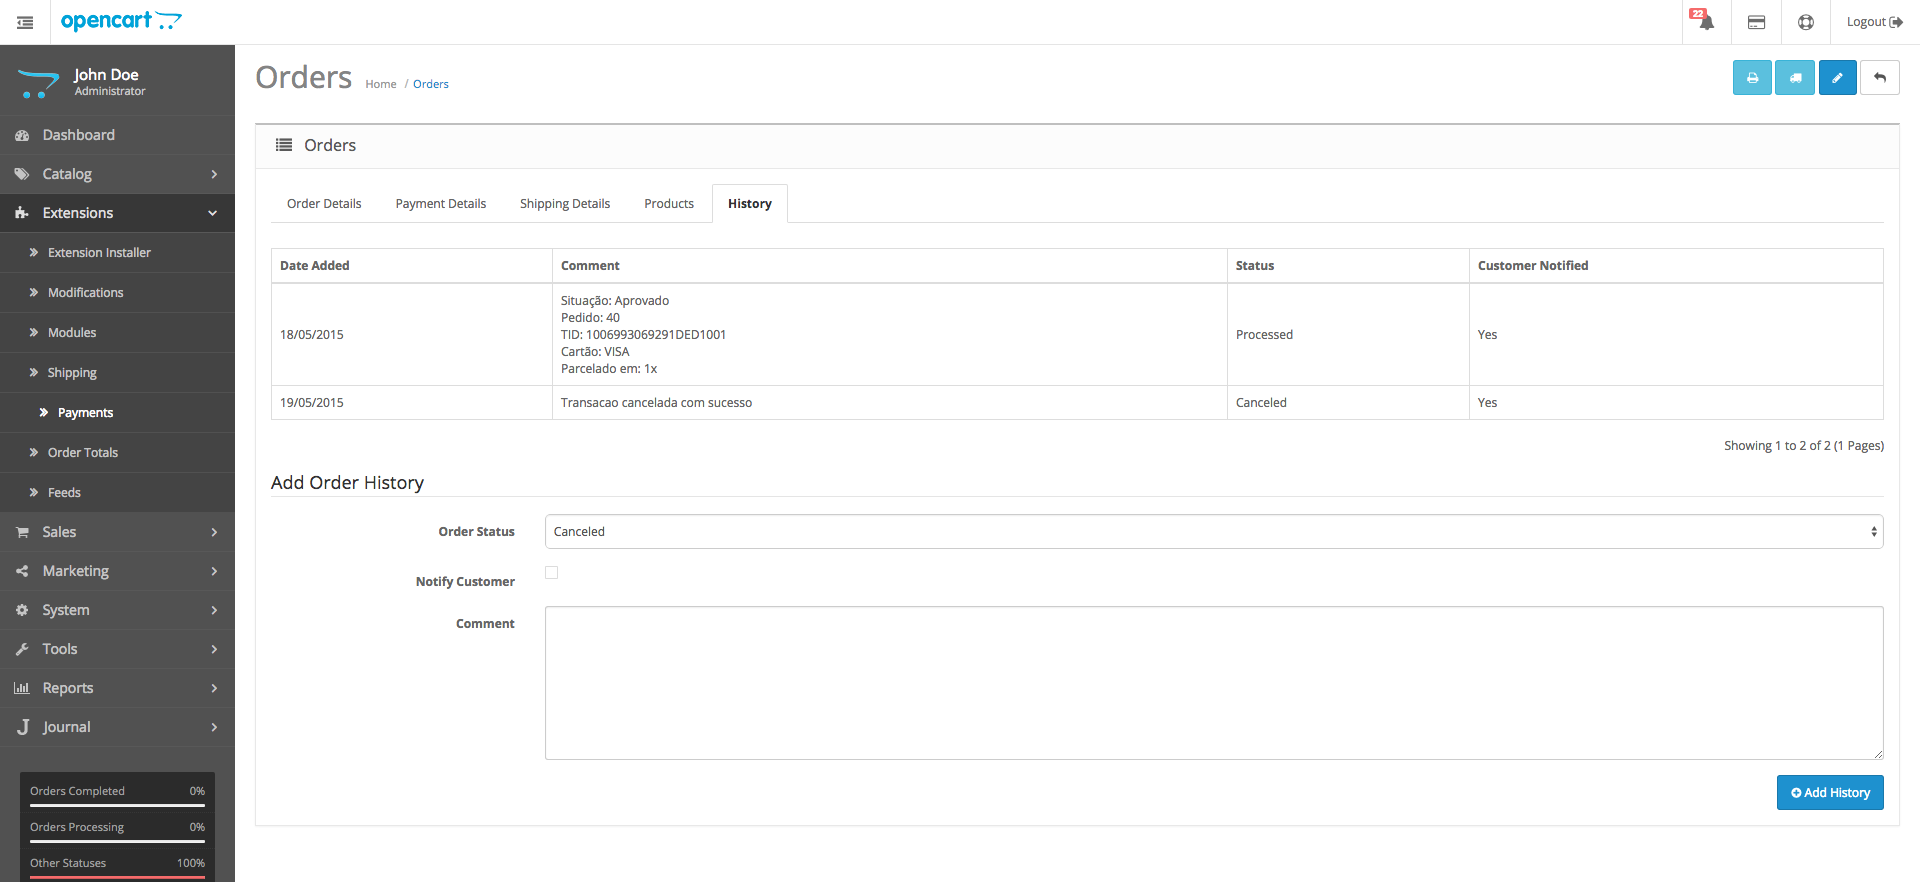 opencart
22
Logout
John Doe
Administrator
Dashboard
Catalog
Extensions
Extension Installer
Modifications
Modules
Shipping
Payments
Order Totals
Feeds
Sales
Marketing
System
Tools
Reports
Journal
Orders Completed 0%
Orders Processing 0%
Other Statuses 100%
Orders Home / Orders
Orders
Order Details Payment Details Shipping Details Products History
Date Added Comment Status Customer Notified
18/05/2015
Situação: Aprovado
Pedido: 40
TID: 1006993069291DED1001
Cartão: VISA
Parcelado em: 1x
Processed Yes
19/05/2015 Transacao cancelada com sucesso Canceled Yes
Showing 1 to 2 of 2 (1 Pages)
Add Order History
Order Status Canceled
Notify Customer
Comment
Add History